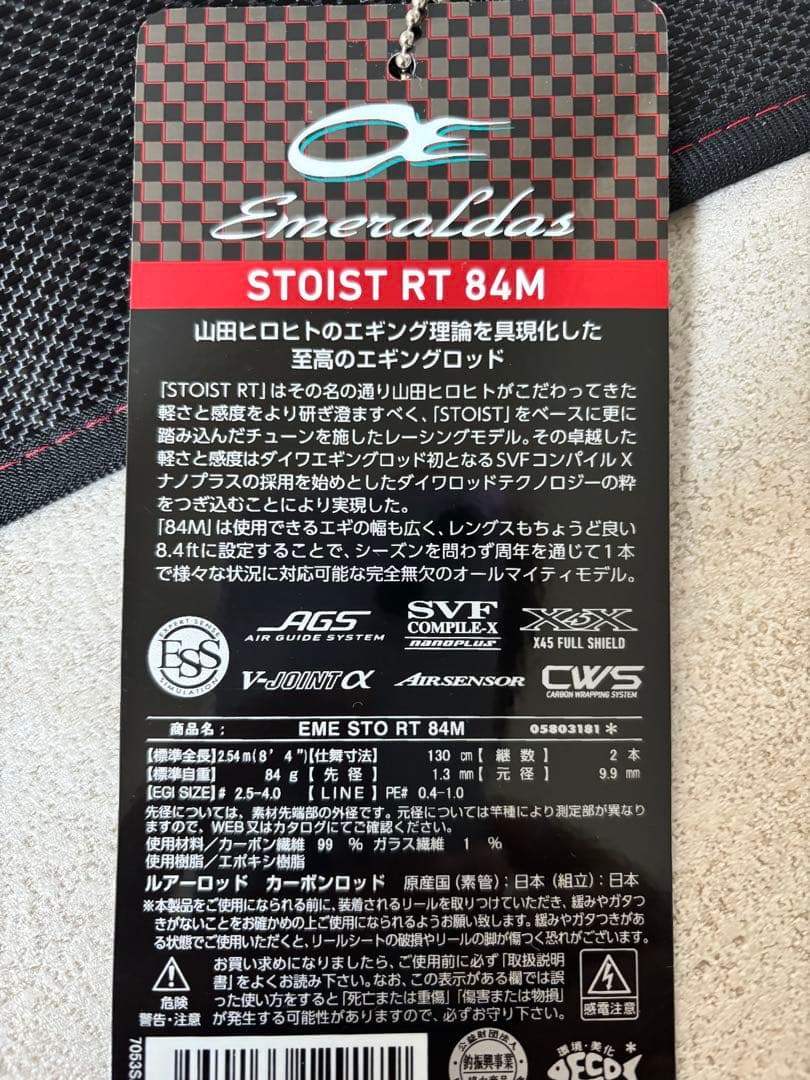 Emeraldas
STOIST RT 84M
山田ヒロヒトのエギング理論を具現化した
至高のエギングロッド
「STOIST RT」はその名の通り山田ヒロヒトがこだわってきた
軽さと感度をより研ぎ澄ますべく、「STOIST」をベースに更に
踏み込んだチューンを施したレーシングモデル。その卓越した
軽さと感度はダイワエギングロッド初となるSVFコンパイルX
ナノプラスの採用を始めとしたダイワロッドテクノロジーの粋
をつぎ込むことにより実現した。
「84M」は使用できるエギの幅も広く、レングスもちょうど良い
8.4ftに設定することで、シーズンを問わず周年を通じて1本
で様々な状況に対応可能な完全無欠のオールマイティモデル。
EXPERT SENSE
ESS
SIMULATION
AGS
AIR GUIDE SYSTEM
SVF
COMPILE-X
nanoplus
X45X
X45 FULL SHIELD
V-JOINT α
AIRSENSOR
CWS
CARBON WRAPPING SYSTEM
商品名: EME STO RT 84M 05803181*
【標準全長】2.54m(8'4")【仕舞寸法】 130 cm【 継 数 】 2 本
【標準自重】 84 g【 先 径 】 1.3 mm【 元 径 】 9.9 mm
【EGI SIZE】# 2.5-4.0 【 LINE 】PE# 0.4-1.0
先径については、素材先端部の外径です。元径については竿種により測定部が異なり
ますので、WEB又はカタログにてご確認ください。
使用材料/カーボン繊維 99 % ガラス繊維 1 %
使用樹脂/エポキシ樹脂
ルアーロッド カーボンロッド 原産国(素管):日本(組立):日本
※本製品をご使用になられる前に、装着されるリールを取りつけていただき、緩みやガタつ
きがないことをお確かめの上ご使用になられるようお願い致します。緩みやガタつきがあ
る状態でご使用いただくと、リールシートの破損やリールの脚が傷つく恐れがございます。
危険
警告・注意
お買い求めになりましたら、ご使用前に必ず「取扱説明
書」をよくお読み下さい。なお、この表示がある欄では誤
った使い方をすると「死亡または重傷」「傷害または物損」
が発生する可能性がありますので、必ずお守り下さい。
感電注意
7053S
公益財団法人
釣振興事業
環境・美化*
ECO